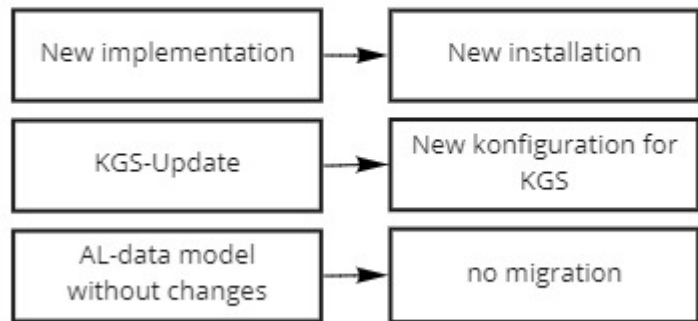 New implementation
New installation
KGS-Update
New konfiguration for
KGS
AL-data model
without changes
no migration